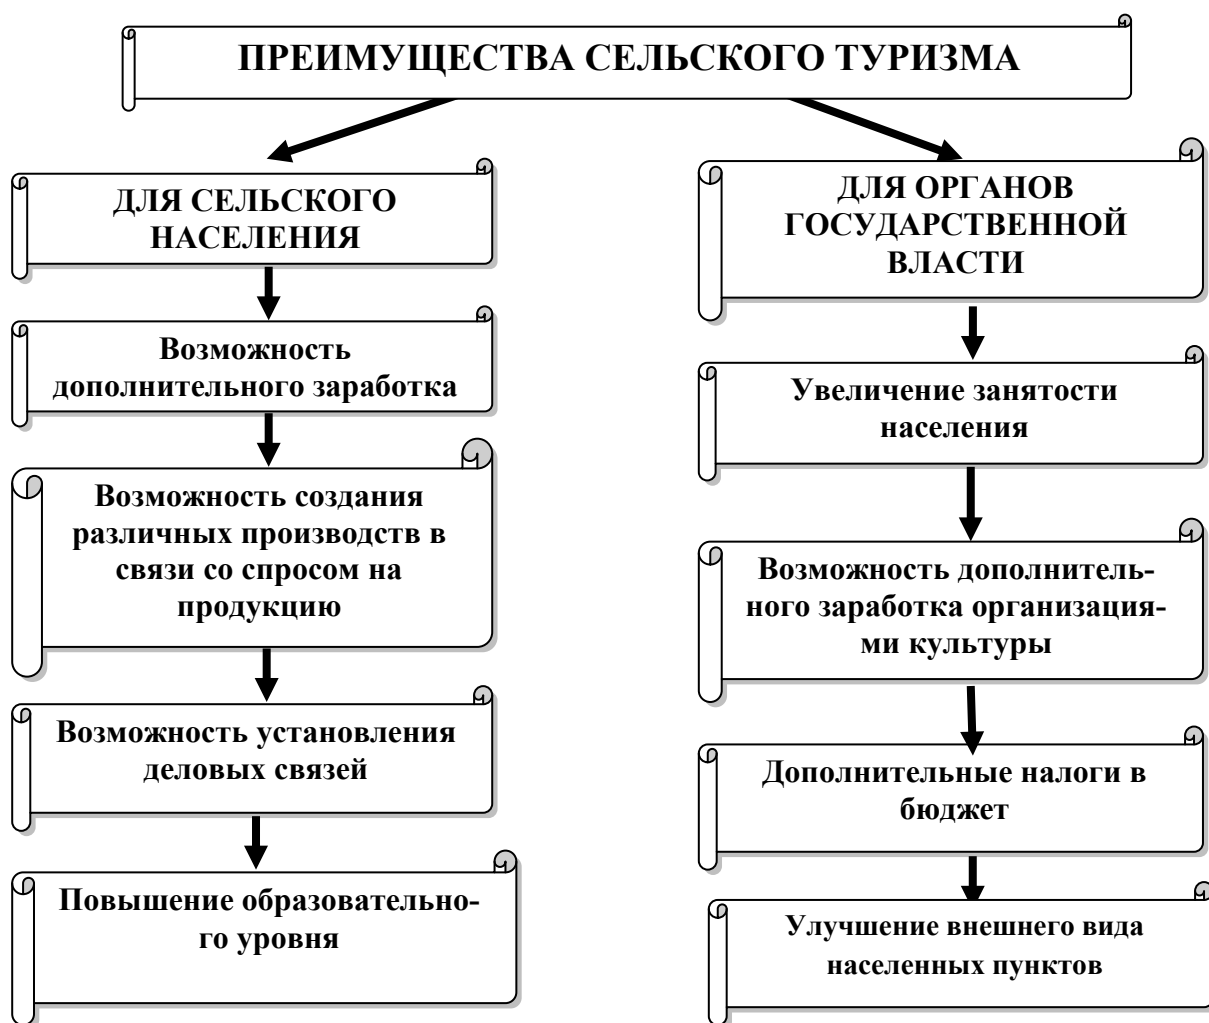 ПРЕИМУЩЕСТВА СЕЛЬСКОГО ТУРИЗМА
ДЛЯ СЕЛЬСКОГО
НАСЕЛЕНИЯ
Возможность
дополнительного заработка
Возможность создания
различных производств в
связи со спросом на
продукцию
Возможность установления
деловых связей
Повышение образовательно-
го уровня
ДЛЯ ОРГАНОВ
ГОСУДАРСТВЕННОЙ
ВЛАСТИ
Увеличение занятости
населения
Возможность дополнитель-
ного заработка организация-
ми культуры
Дополнительные налоги в
бюджет
Улучшение внешнего вида
населенных пунктов